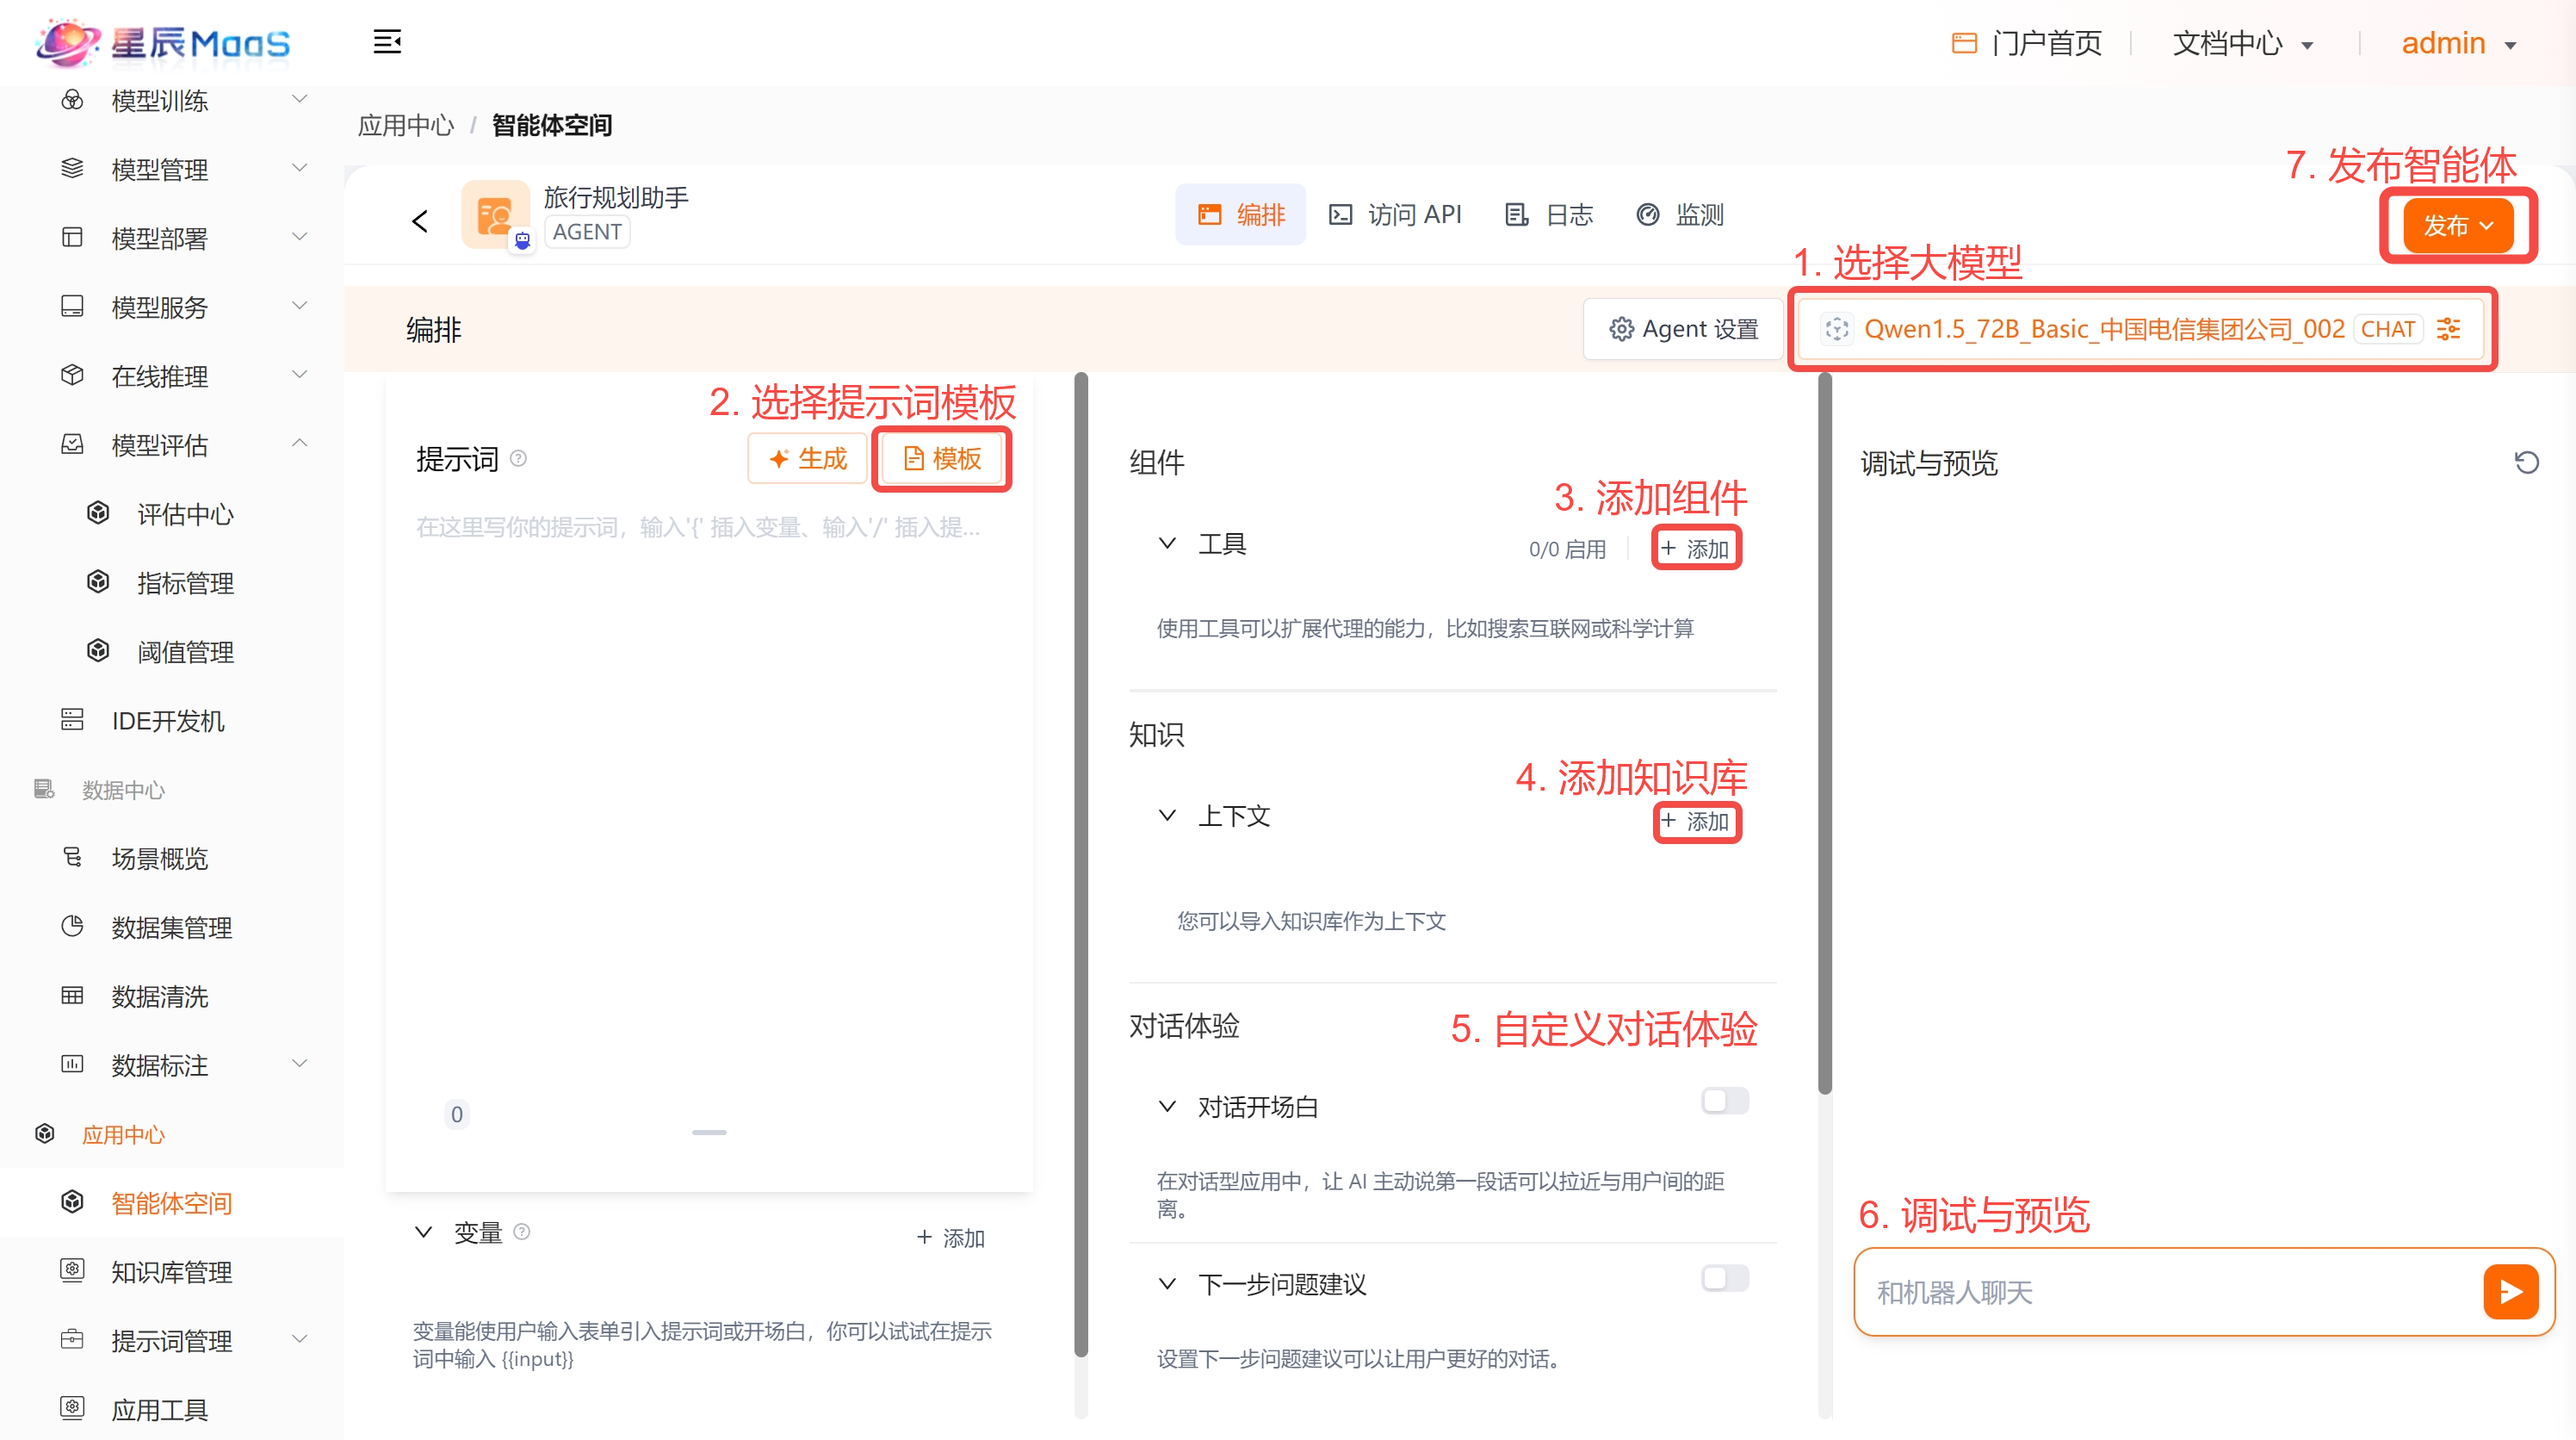 星辰MaaS
门户首页
文档中心
admin
模型训练
模型管理
模型部署
模型服务
在线推理
模型评估
评估中心
指标管理
阈值管理
IDE开发机
数据中心
场景概览
数据集管理
数据清洗
数据标注
应用中心
智能体空间
知识库管理
提示词管理
应用工具
应用中心 / 智能体空间
旅行规划助手
AGENT
编排
访问 API
日志
监测
7. 发布智能体
发布
1. 选择大模型
编排
Agent 设置
Qwen1.5_72B_Basic_中国电信集团公司_002 CHAT
2. 选择提示词模板
提示词
生成
模板
在这里写你的提示词，输入'{' 插入变量、输入'/' 插入提...
0
变量
+ 添加
变量能使用户输入表单引入提示词或开场白，你可以试试在提示
词中输入 {{input}}
组件
3. 添加组件
工具
0/0 启用
+ 添加
使用工具可以扩展代理的能力，比如搜索互联网或科学计算
知识
4. 添加知识库
上下文
+ 添加
您可以导入知识库作为上下文
对话体验
5. 自定义对话体验
对话开场白
在对话型应用中，让 AI 主动说第一段话可以拉近与用户间的距
离。
下一步问题建议
设置下一步问题建议可以让用户更好的对话。
调试与预览
6. 调试与预览
和机器人聊天